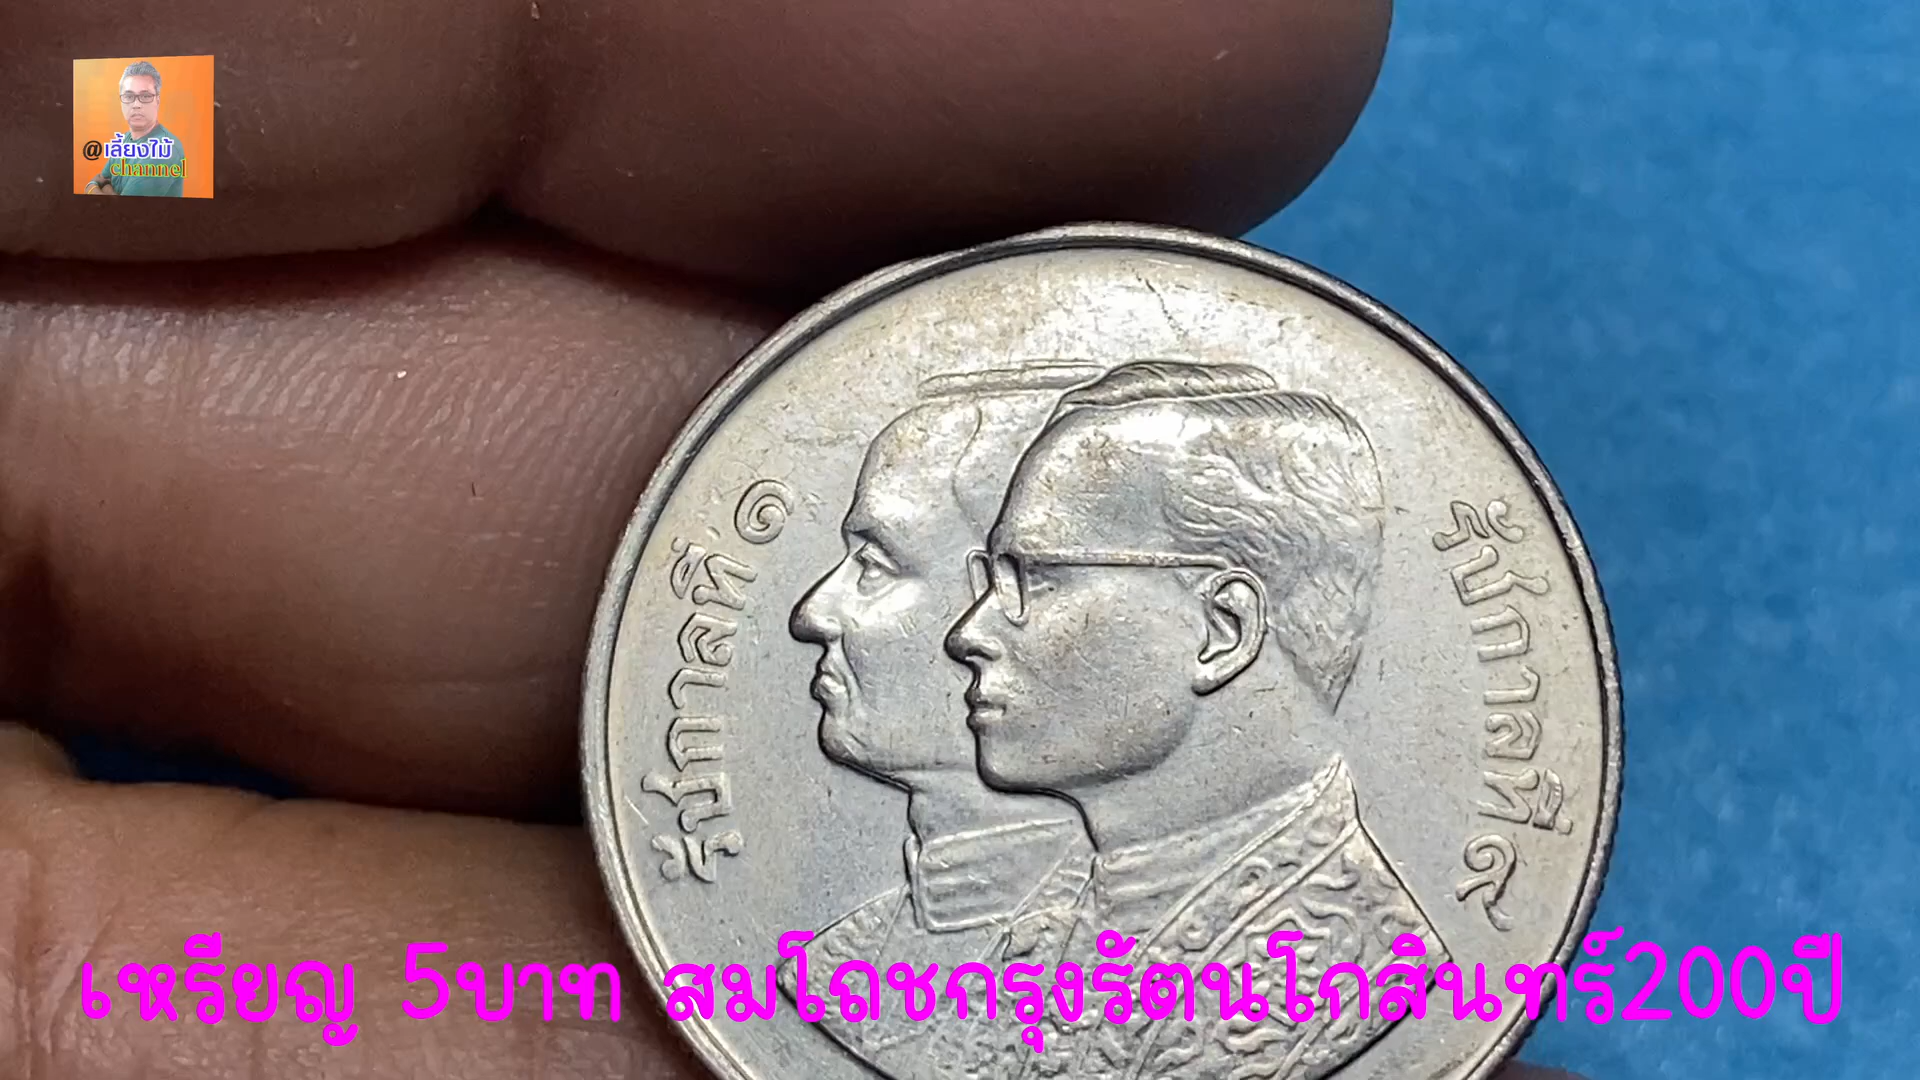 @เลี้ยงไม้
channel
รัชกาลที่ ๑
รัชกาลที่ ๙
เหรียญ 5บาท สมโถชกรุงรัตนโกสินทร์200ปี